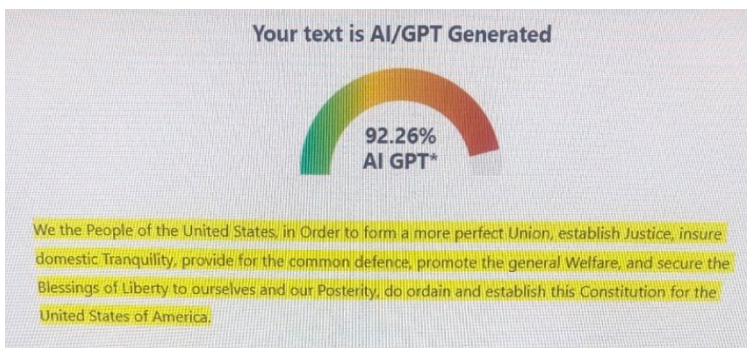 Your text is AI/GPT Generated
92.26%
AI GPT*
We the People of the United States, in Order to form a more perfect Union, establish Justice, insure
domestic Tranquility, provide for the common defence, promote the general Welfare, and secure the
Blessings of Liberty to ourselves and our Posterity, do ordain and establish this Constitution for the
United States of America.